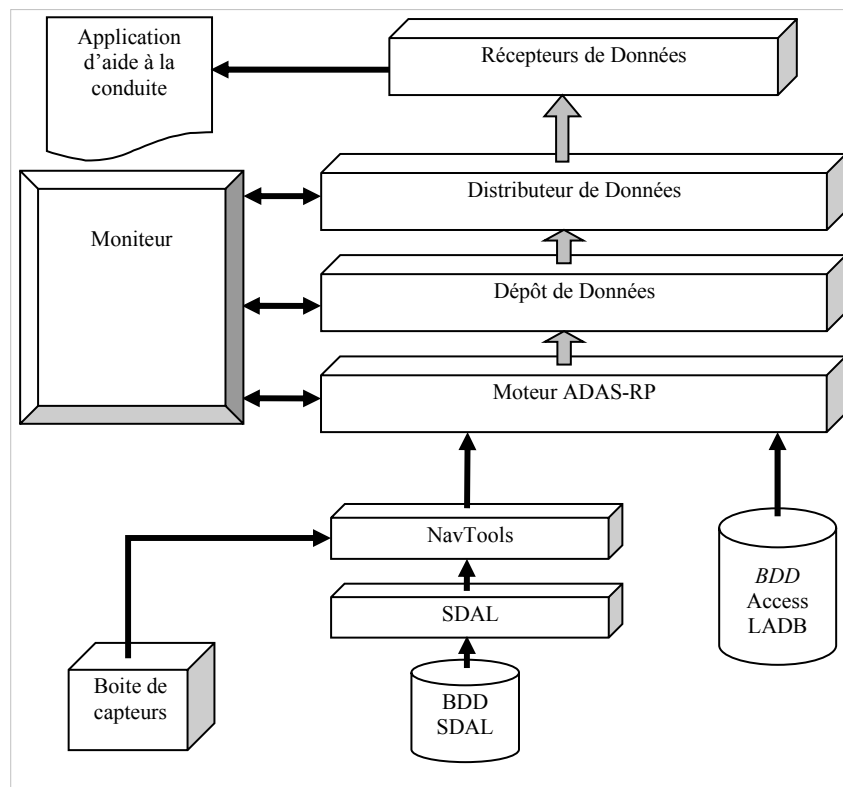 Application
d'aide à la
conduite
Récepteurs de Données
Distributeur de Données
Moniteur
Dépôt de Données
Moteur ADAS-RP
NavTools
BDD
Access
LADB
SDAL
Boite de
capteurs
BDD
SDAL